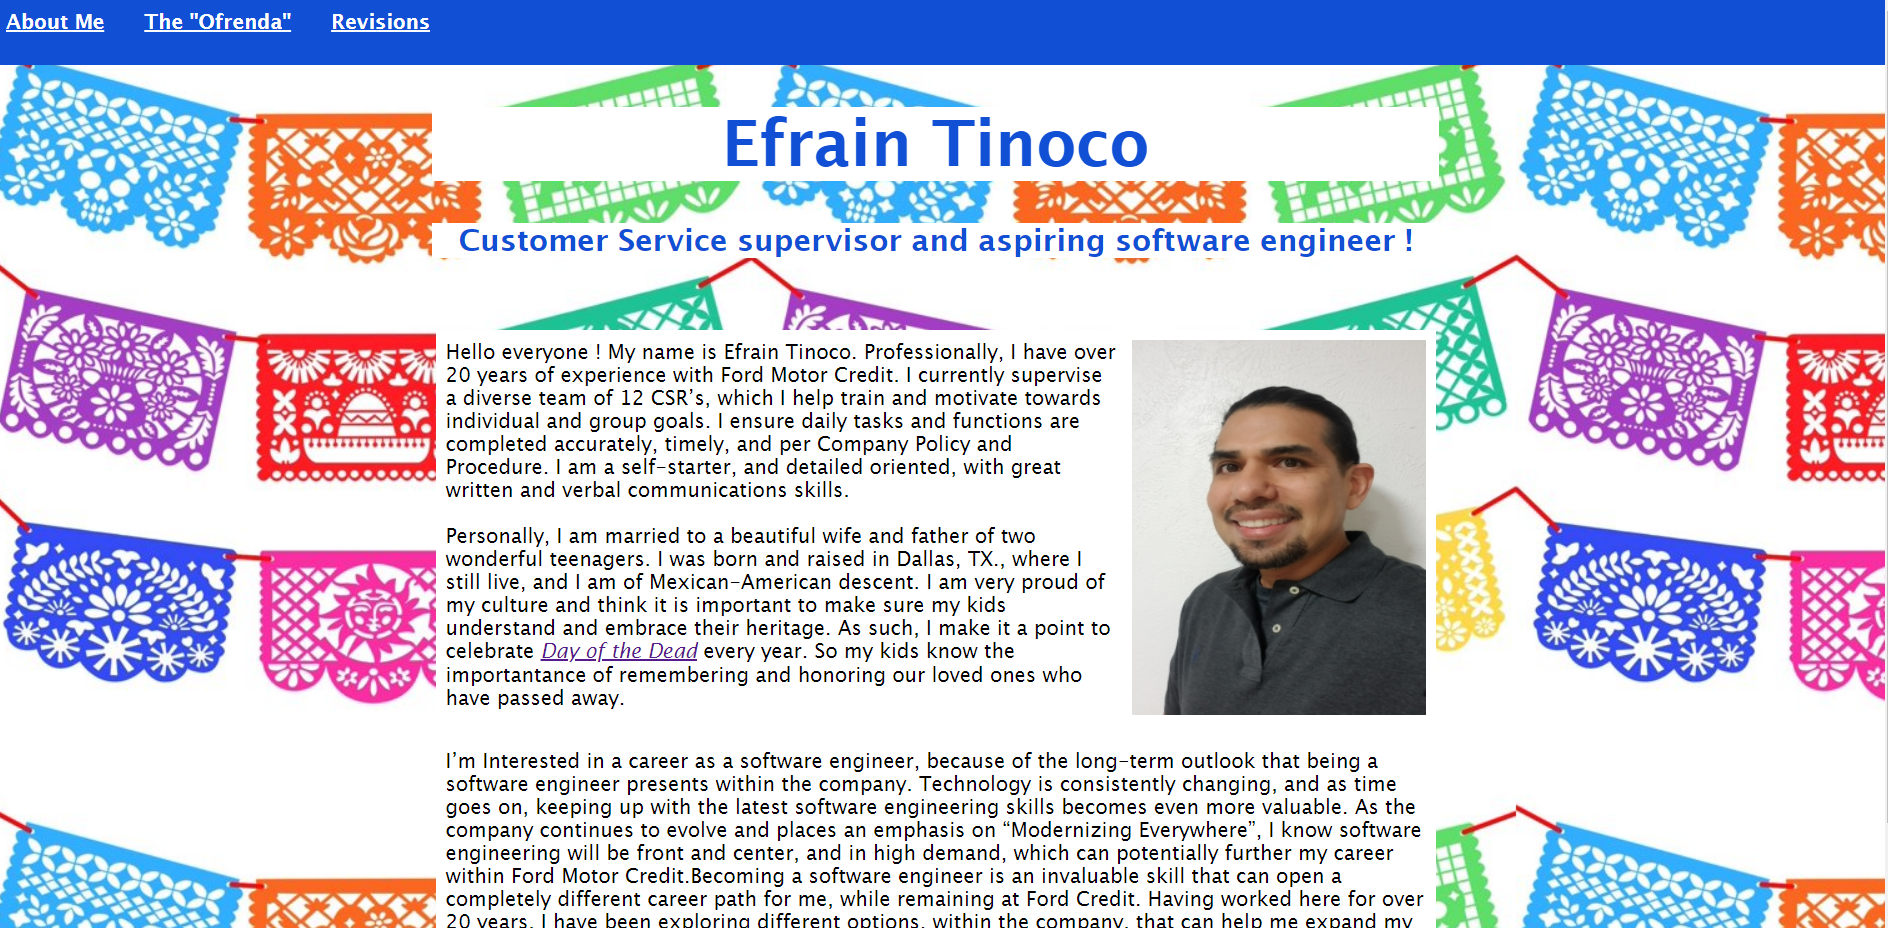 About Me The "Ofrenda" Revisions
Efrain Tinoco
Customer Service supervisor and aspiring software engineer !
Hello everyone ! My name is Efrain Tinoco. Professionally, I have over
20 years of experience with Ford Motor Credit. I currently supervise
a diverse team of 12 CSR’s, which I help train and motivate towards
individual and group goals. I ensure daily tasks and functions are
completed accurately, timely, and per Company Policy and
Procedure. I am a self-starter, and detailed oriented, with great
written and verbal communications skills.
Personally, I am married to a beautiful wife and father of two
wonderful teenagers. I was born and raised in Dallas, TX., where I
still live, and I am of Mexican-American descent. I am very proud of
my culture and think it is important to make sure my kids
understand and embrace their heritage. As such, I make it a point to
celebrate Day of the Dead every year. So my kids know the
importantance of remembering and honoring our loved ones who
have passed away.
I’m Interested in a career as a software engineer, because of the long-term outlook that being a
software engineer presents within the company. Technology is consistently changing, and as time
goes on, keeping up with the latest software engineering skills becomes even more valuable. As the
company continues to evolve and places an emphasis on “Modernizing Everywhere”, I know software
engineering will be front and center, and in high demand, which can potentially further my career
within Ford Motor Credit.Becoming a software engineer is an invaluable skill that can open a
completely different career path for me, while remaining at Ford Credit. Having worked here for over
20 years, I have been exploring different options, within the company, that can help me expand my